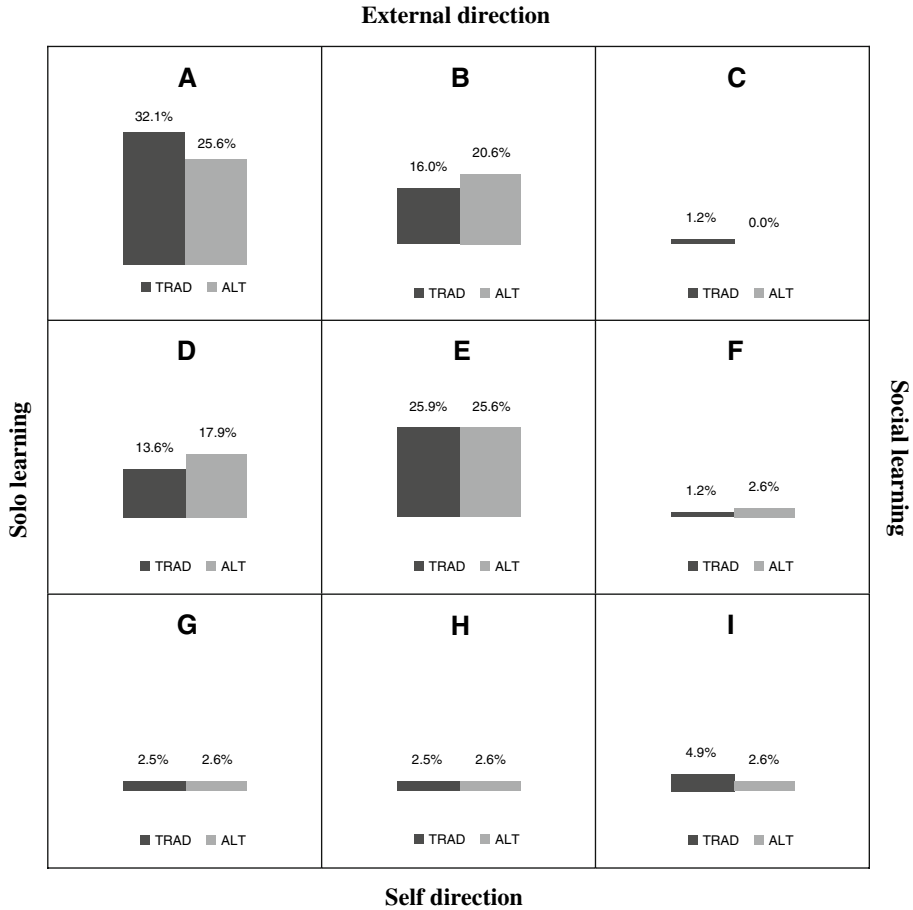 External direction
A
B
C
32.1%
25.6%
16.0%
20.6%
1.2%
0.0%
TRAD
ALT
TRAD
ALT
TRAD
ALT
Solo learning
D
E
F
13.6%
17.9%
25.9%
25.6%
1.2%
2.6%
TRAD
ALT
TRAD
ALT
TRAD
ALT
Social learning
G
H
I
2.5%
2.6%
2.5%
2.6%
4.9%
2.6%
TRAD
ALT
TRAD
ALT
TRAD
ALT
Self direction